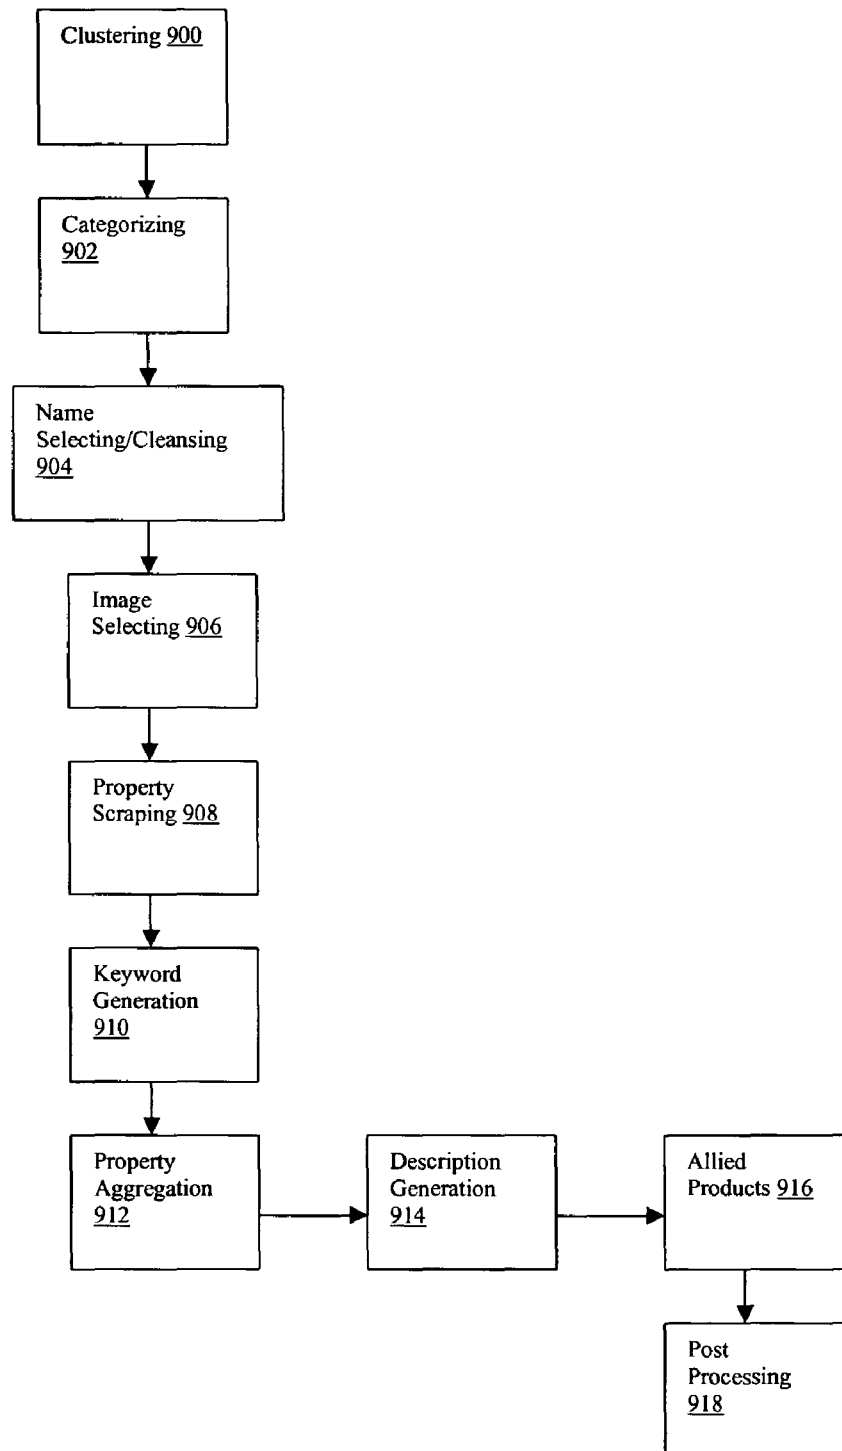 Clustering 900
Categorizing
902
Name
Selecting/Cleansing
904
Image
Selecting 906
Property
Scraping 908
Keyword
Generation
910
Property
Aggregation
912
Description
Generation
914
Allied
Products 916
Post
Processing
918